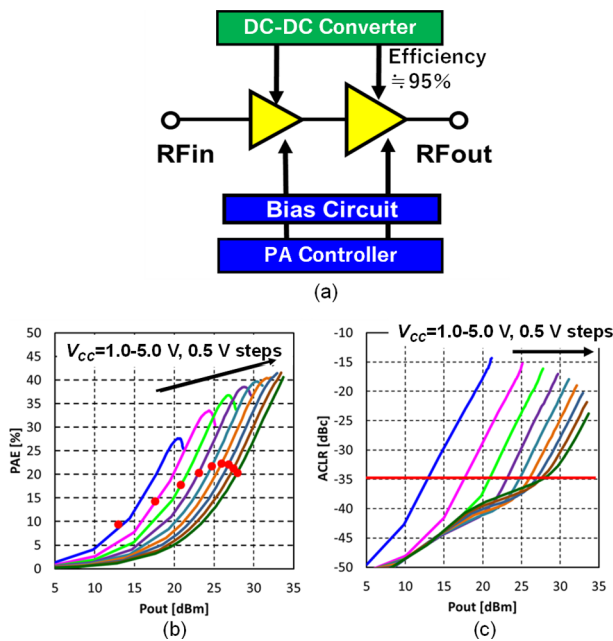 DC-DC Converter
Efficiency
≒95%
RFin
RFout
Bias Circuit
PA Controller
(a)
50
45
40
35
30
25
20
15
10
5
0
PAE [%]
VCC=1.0-5.0 V, 0.5 V steps
5 10 15 20 25 30 35
Pout [dBm]
(b)
VCC=1.0-5.0 V, 0.5 V steps
-10
-15
-20
-25
-30
-35
-40
-45
-50
ACLR [dBc]
5 10 15 20 25 30 35
Pout [dBm]
(c)